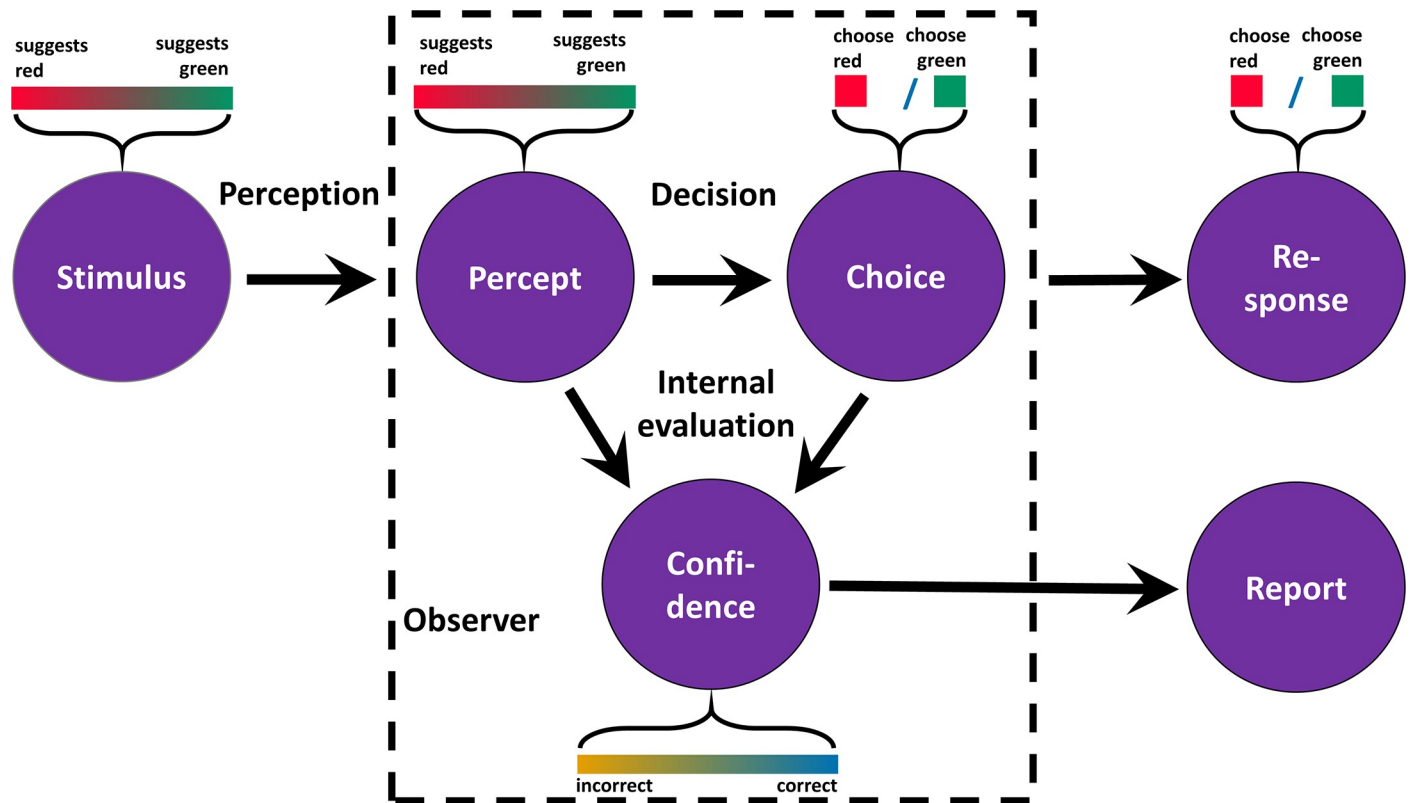 suggests
red
suggests
green
suggests
red
suggests
green
choose
red
/
choose
green
choose
red
/
choose
green
Perception
Decision
Stimulus
Percept
Choice
Re-
sponse
Internal
evaluation
Confi-
dence
Report
Observer
incorrect
correct